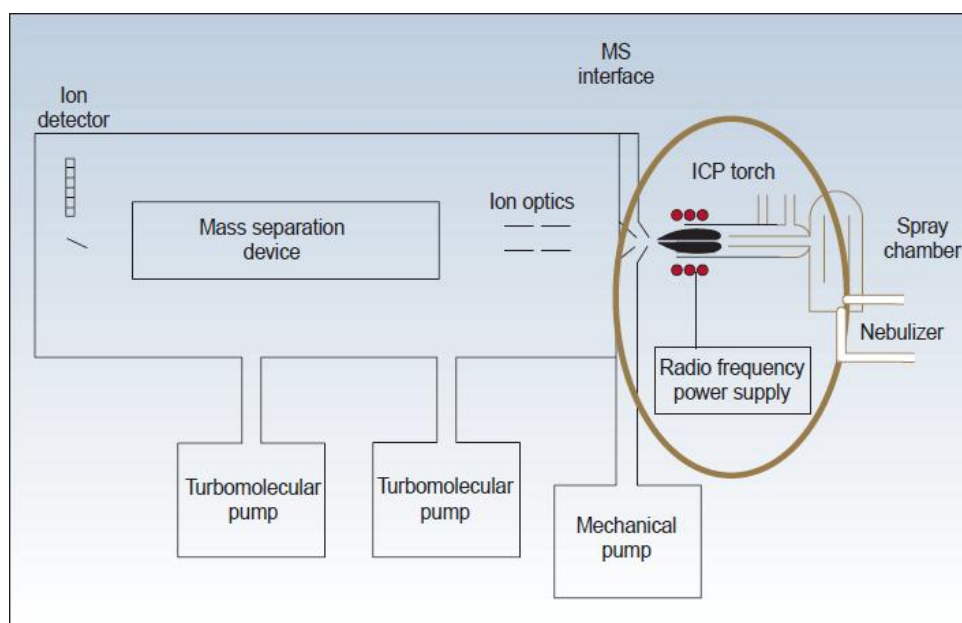 MS
interface
Ion
detector
ICP torch
Ion optics
Mass separation
device
Spray
chamber
Nebulizer
Radio frequency
power supply
Turbomolecular
pump
Turbomolecular
pump
Mechanical
pump